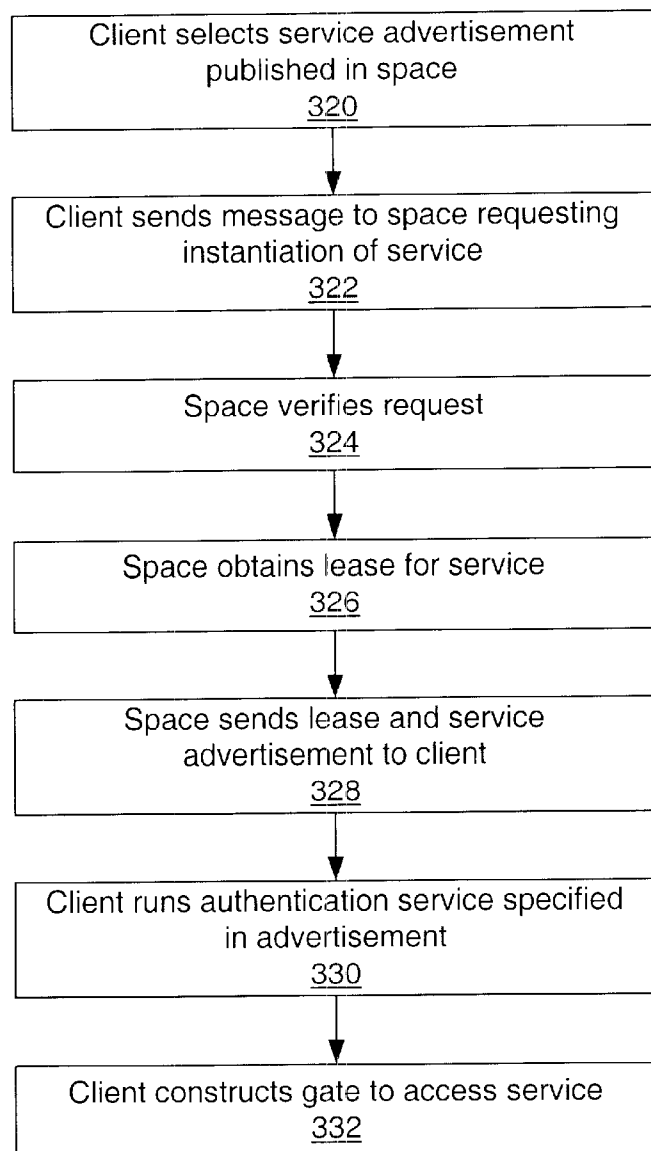 Client selects service advertisement
published in space
320
Client sends message to space requesting
instantiation of service
322
Space verifies request
324
Space obtains lease for service
326
Space sends lease and service
advertisement to client
328
Client runs authentication service specified
in advertisement
330
Client constructs gate to access service
332